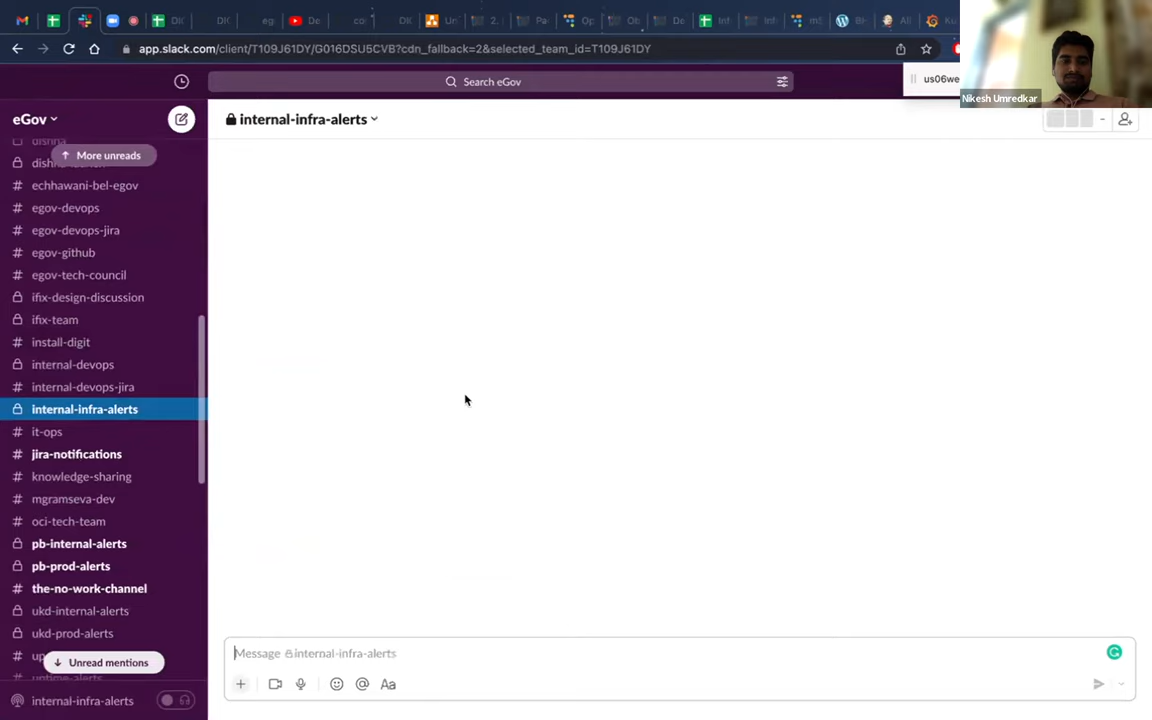 app.slack.com/client/T109J61DY/G016DSU5CVB?cdn_fallback=2&selected_team_id=T109J61DY
Search eGov
us06we
Nikesh Umredkar
eGov
internal-infra-alerts
More unreads
echhawani-bel-egov
egov-devops
egov-devops-jira
egov-github
egov-tech-council
ifix-design-discussion
ifix-team
install-digit
internal-devops
internal-devops-jira
internal-infra-alerts
it-ops
jira-notifications
knowledge-sharing
mgramseva-dev
oci-tech-team
pb-internal-alerts
pb-prod-alerts
the-no-work-channel
ukd-internal-alerts
ukd-prod-alerts
Unread mentions
internal-infra-alerts
Message internal-infra-alerts
Aa